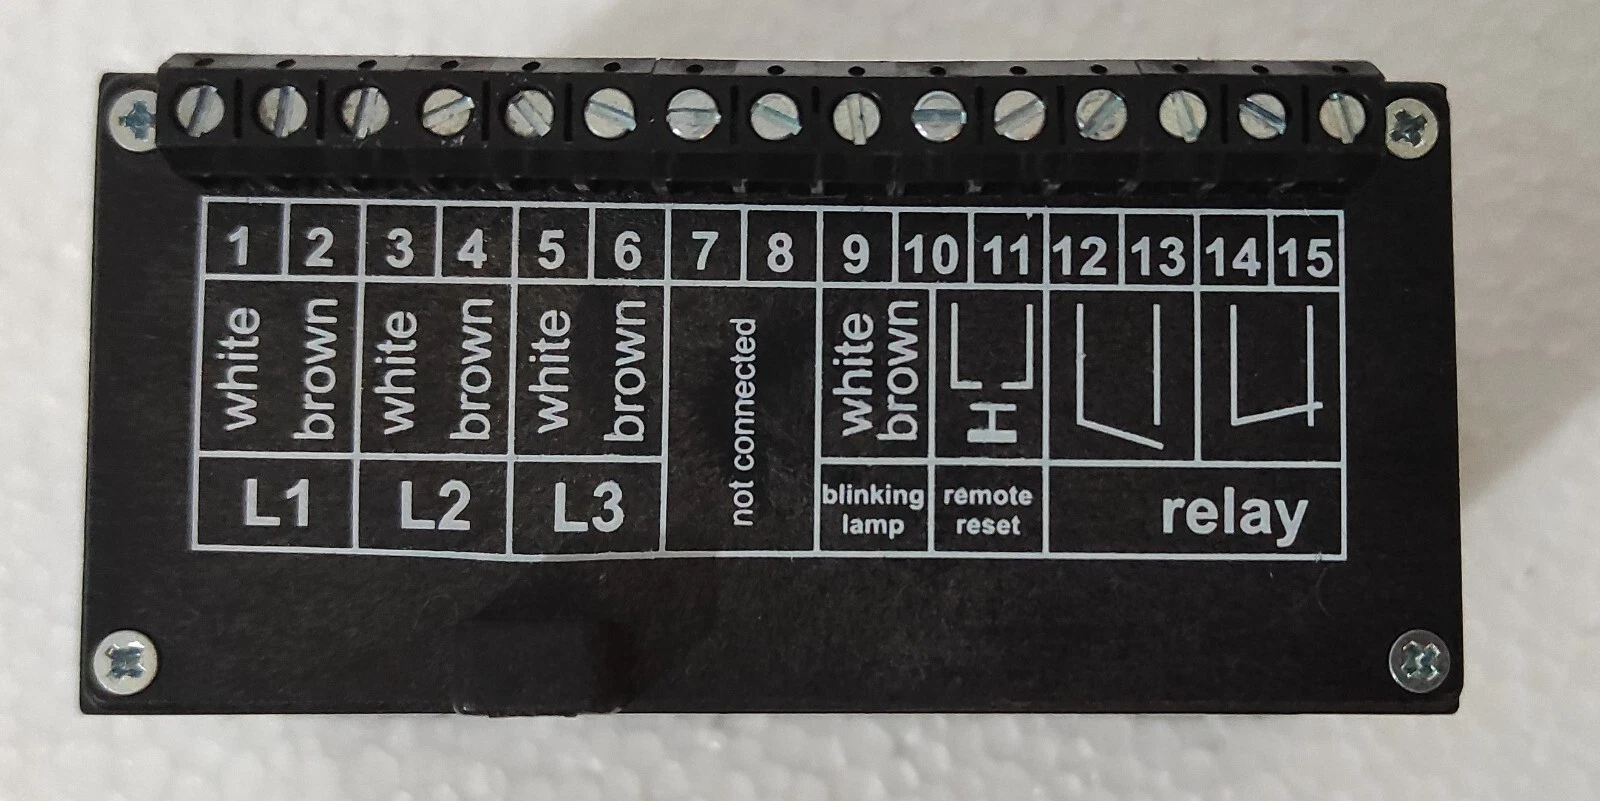 1 2 3 4 5 6 7 8 9 10 11 12 13 14 15
white brown white brown white brown not connected white brown
L1 L2 L3 blinking lamp remote reset relay